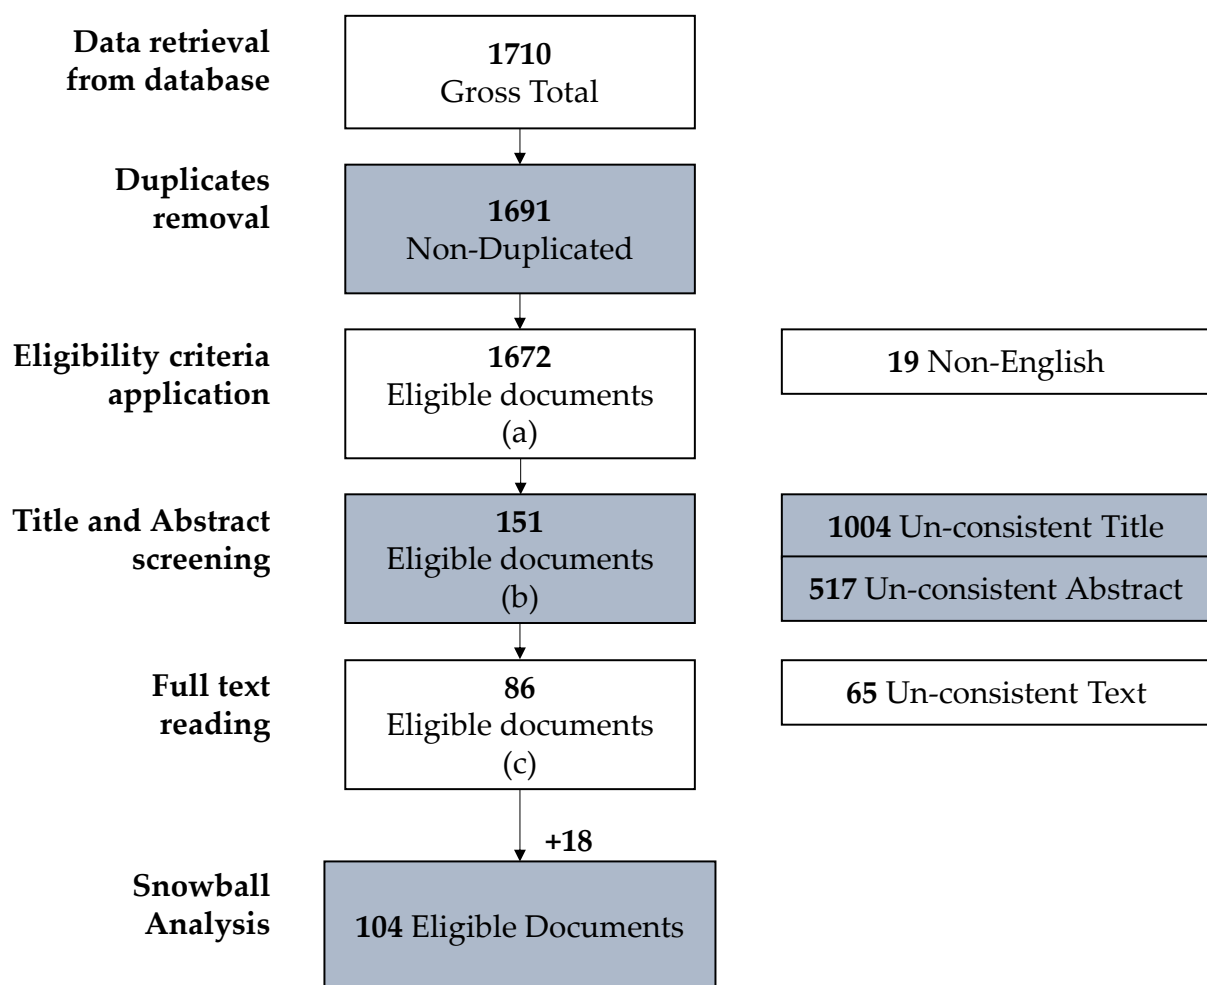 Data retrieval
from database
1710
Gross Total
Duplicates
removal
1691
Non-Duplicated
Eligibility criteria
application
1672
Eligible documents
(a)
19 Non-English
Title and Abstract
screening
151
Eligible documents
(b)
1004 Un-consistent Title
517 Un-consistent Abstract
Full text
reading
86
Eligible documents
(c)
65 Un-consistent Text
+18
Snowball
Analysis
104 Eligible Documents